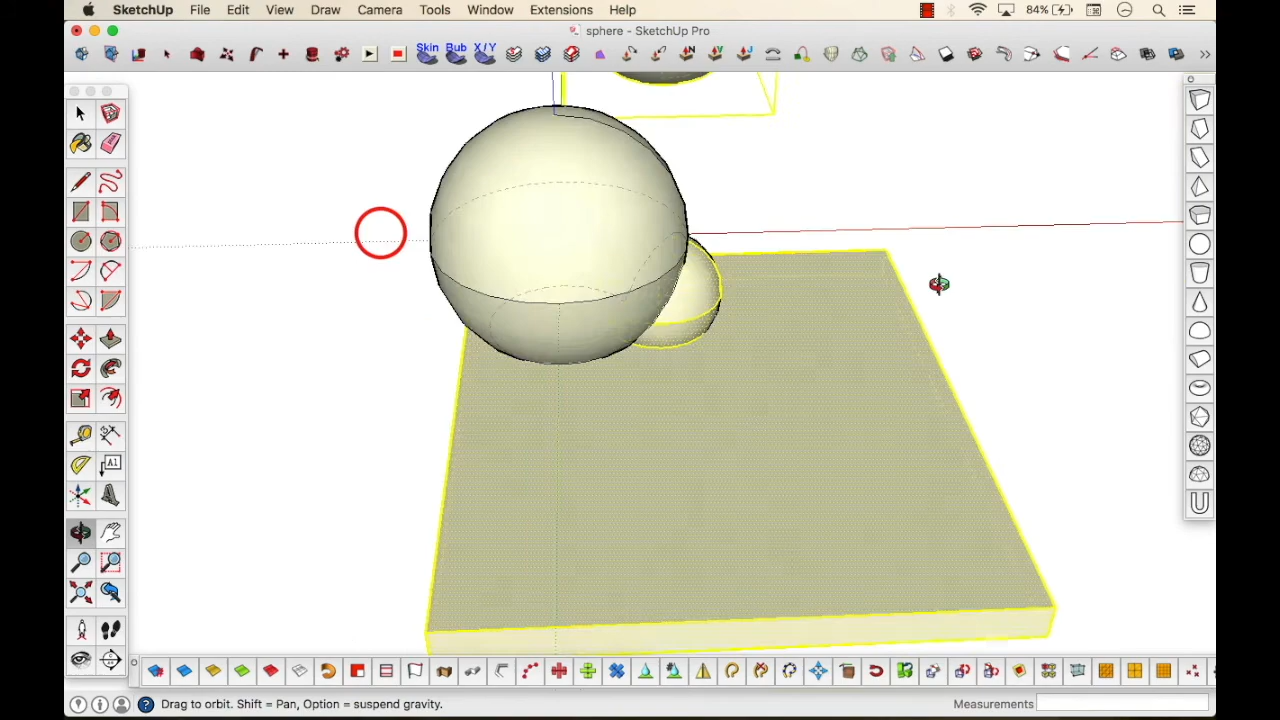 SketchUp File Edit View Draw Camera Tools Window Extensions Help 84%
sphere - SketchUp Pro
Skin Bub X/Y
N V J
A1
Drag to orbit. Shift = Pan, Option = suspend gravity. Measurements